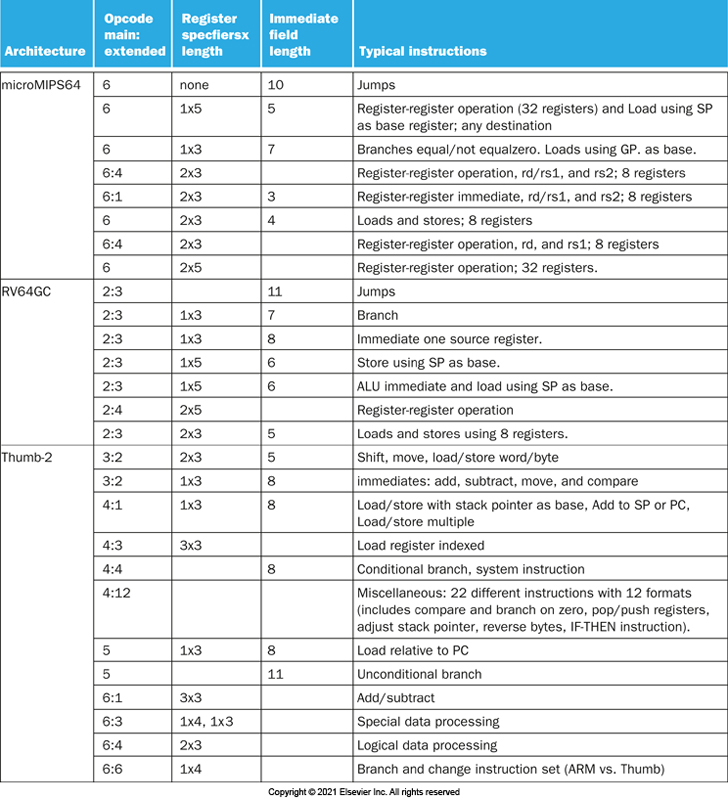 Architecture Opcode main: extended Register specfiersx length Immediate field length Typical instructions
microMIPS64 6 none 10 Jumps
6 1x5 5 Register-register operation (32 registers) and Load using SP
as base register; any destination
6 1x3 7 Branches equal/not equalzero. Loads using GP. as base.
6:4 2x3 Register-register operation, rd/rs1, and rs2; 8 registers
6:1 2x3 3 Register-register immediate, rd/rs1, and rs2; 8 registers
6 2x3 4 Loads and stores; 8 registers
6:4 2x3 Register-register operation, rd, and rs1; 8 registers
6 2x5 Register-register operation; 32 registers.
RV64GC 2:3 11 Jumps
2:3 1x3 7 Branch
2:3 1x3 8 Immediate one source register.
2:3 1x5 6 Store using SP as base.
2:3 1x5 6 ALU immediate and load using SP as base.
2:4 2x5 Register-register operation
2:3 2x3 5 Loads and stores using 8 registers.
Thumb-2 3:2 2x3 5 Shift, move, load/store word/byte
3:2 1x3 8 immediates: add, subtract, move, and compare
4:1 1x3 8 Load/store with stack pointer as base, Add to SP or PC,
Load/store multiple
4:3 3x3 Load register indexed
4:4 8 Conditional branch, system instruction
4:12 Miscellaneous: 22 different instructions with 12 formats
(includes compare and branch on zero, pop/push registers,
adjust stack pointer, reverse bytes, IF-THEN instruction).
5 1x3 8 Load relative to PC
5 11 Unconditional branch
6:1 3x3 Add/subtract
6:3 1x4, 1x3 Special data processing
6:4 2x3 Logical data processing
6:6 1x4 Branch and change instruction set (ARM vs. Thumb)
Copyright © 2021 Elsevier Inc. All rights reserved